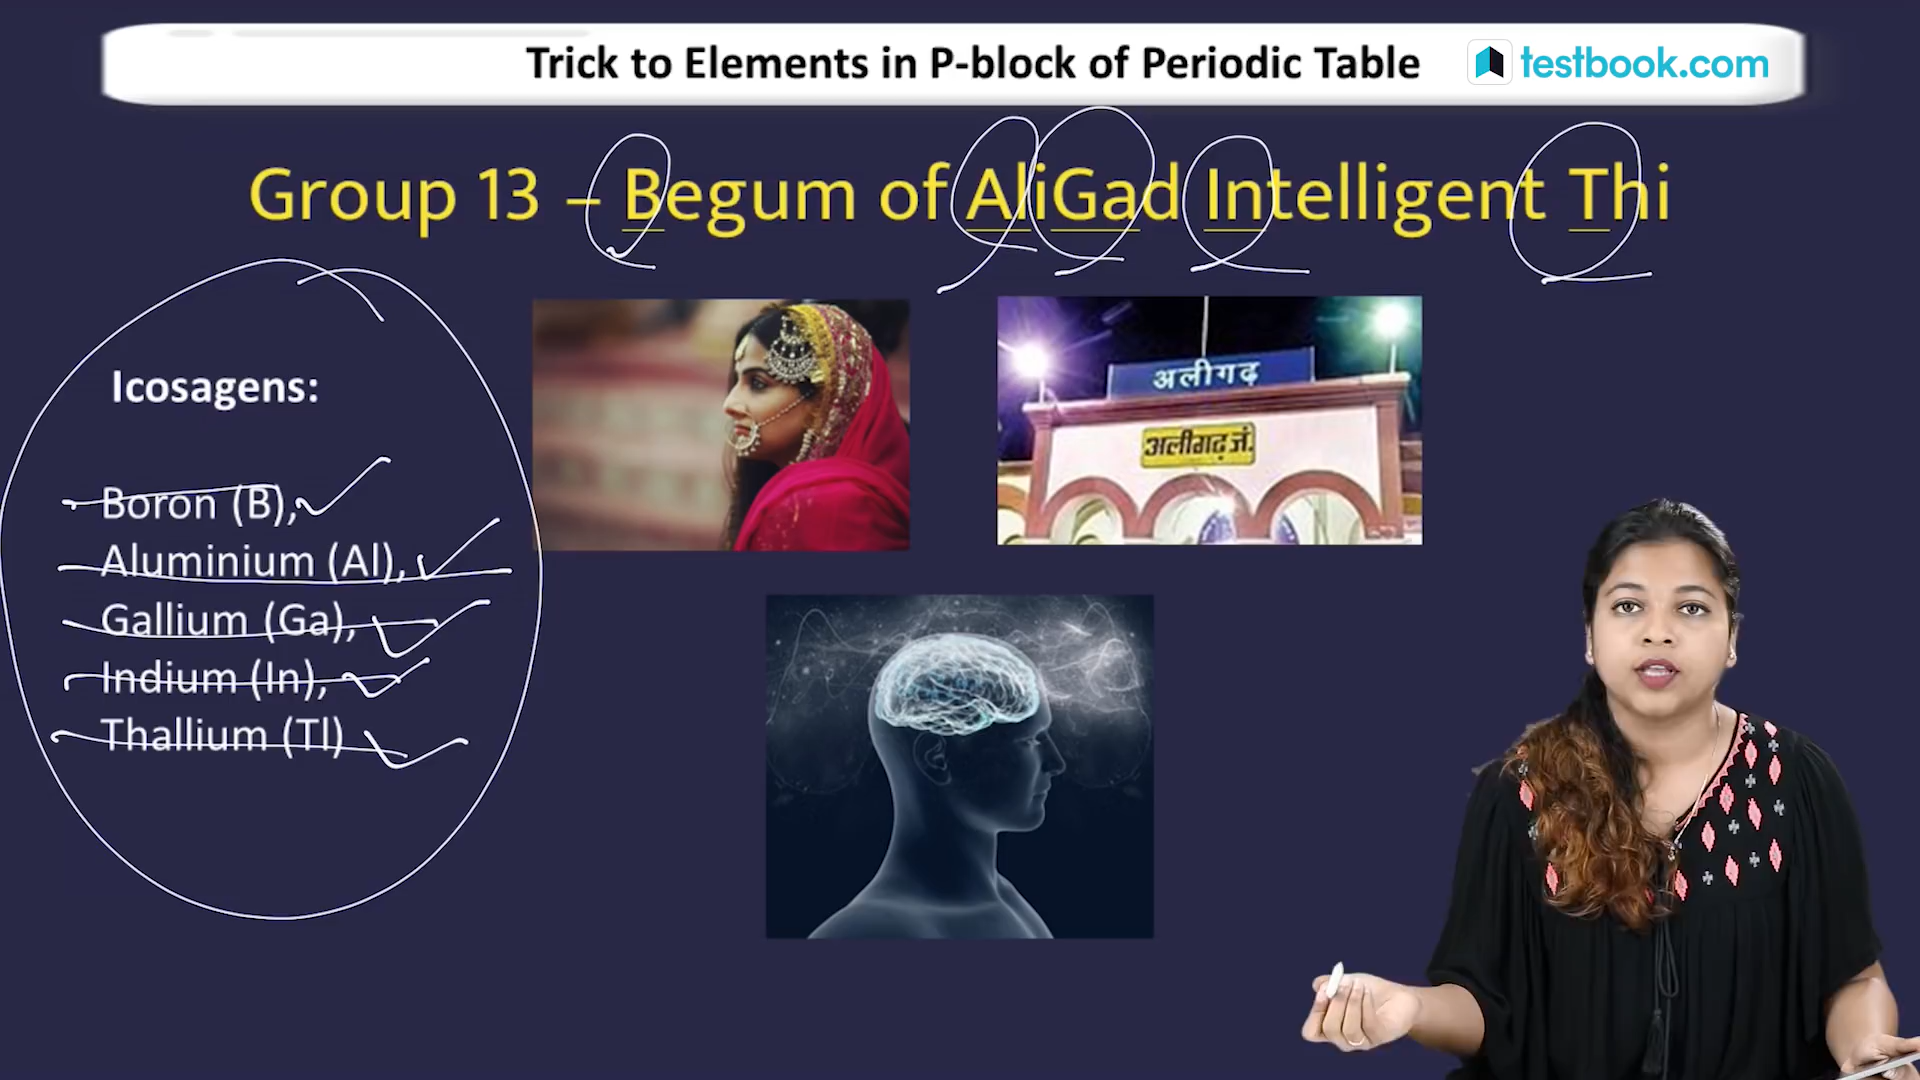 Trick to Elements in P-block of Periodic Table
testbook.com
Group 13 – Begum of AliGad Intelligent Thi
Icosagens:
Boron (B),
Aluminium (Al),
Gallium (Ga),
Indium (In),
Thallium (Tl)
अलीगढ़
अलीगढ़ जं.